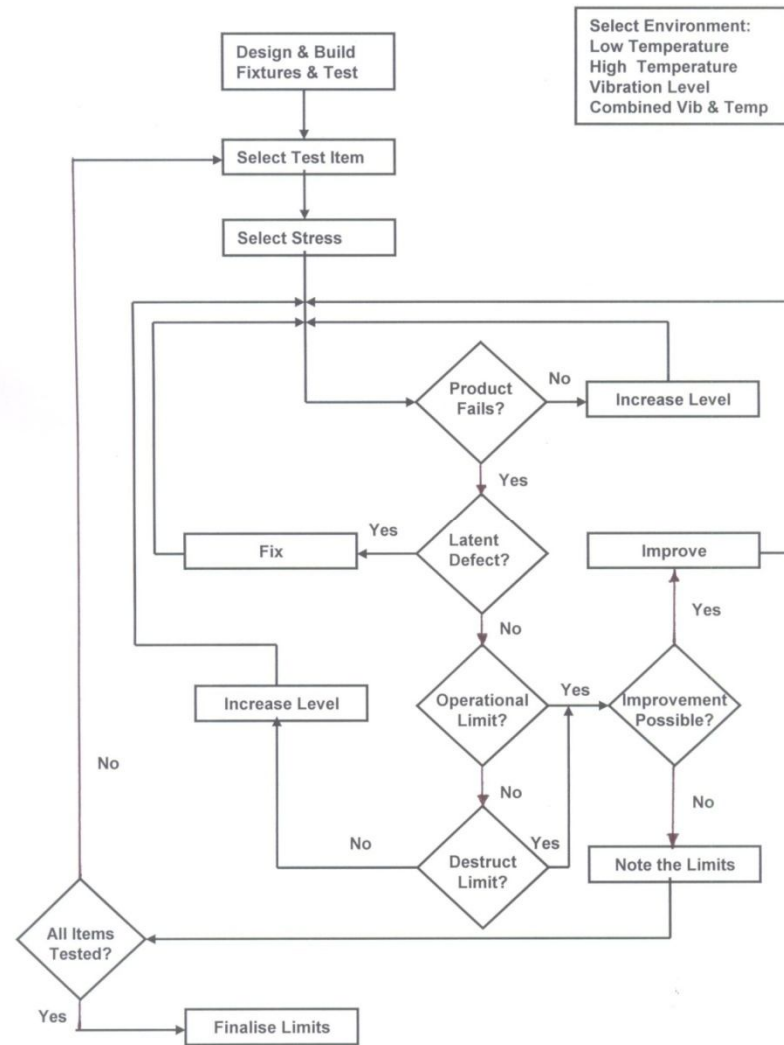 Design & Build
Fixtures & Test
Select Environment:
Low Temperature
High Temperature
Vibration Level
Combined Vib & Temp
Select Test Item
Select Stress
Product
Fails?
No
Increase Level
Yes
Latent
Defect?
Yes
Fix
Improve
No
Yes
Operational
Limit?
Yes
Improvement
Possible?
Increase Level
No
No
No
Destruct
Limit?
Yes
No
Note the Limits
All Items
Tested?
Yes
Finalise Limits